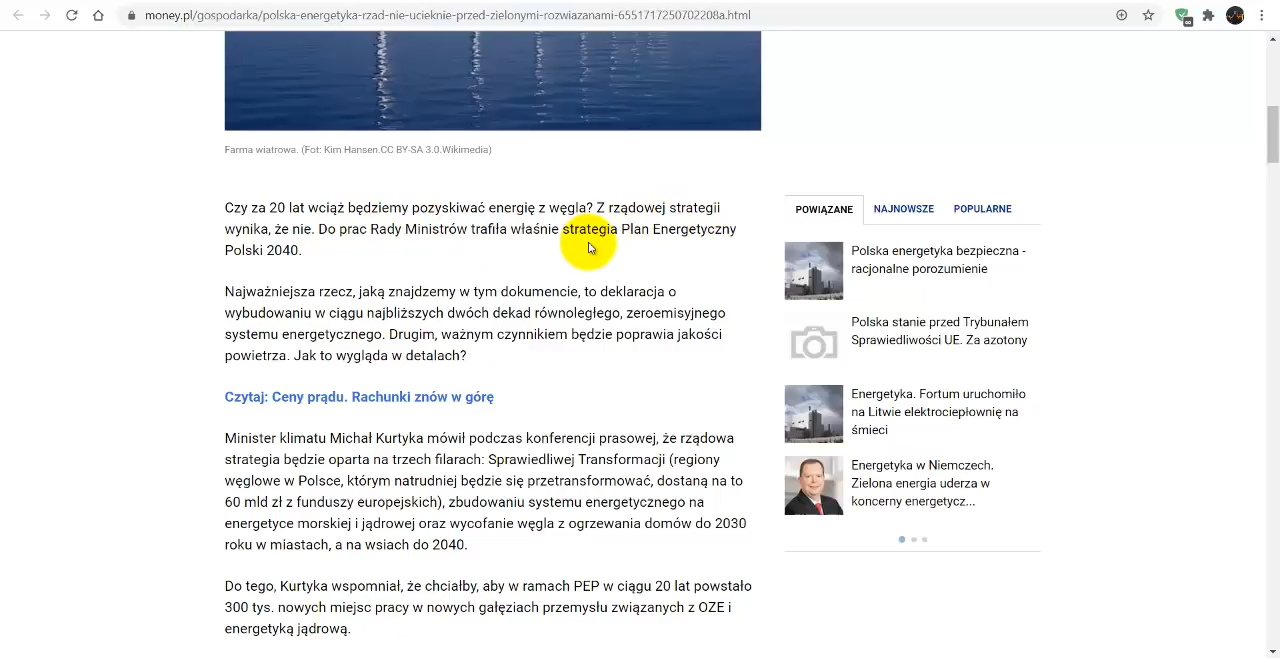 money.pl/gospodarka/polska-energetyka-rzad-nie-ucieknie-przed-zielonymi-rozwiazanami-6551717250702208a.html
Farma wiatrowa. (Fot: Kim Hansen.CC BY-SA 3.0.Wikimedia)
Czy za 20 lat wciąż będziemy pozyskiwać energię z węgla? Z rządowej strategii
wynika, że nie. Do prac Rady Ministrów trafiła właśnie strategia Plan Energetyczny
Polski 2040.
Najważniejsza rzecz, jaką znajdzemy w tym dokumencie, to deklaracja o
wybudowaniu w ciągu najbliższych dwóch dekad równoległego, zeroemisyjnego
systemu energetycznego. Drugim, ważnym czynnikiem będzie poprawia jakości
powietrza. Jak to wygląda w detalach?
Czytaj: Ceny prądu. Rachunki znów w górę
Minister klimatu Michał Kurtyka mówił podczas konferencji prasowej, że rządowa
strategia będzie oparta na trzech filarach: Sprawiedliwej Transformacji (regiony
węglowe w Polsce, którym natrudniej będzie się przetransformować, dostaną na to
60 mld zł z funduszy europejskich), zbudowaniu systemu energetycznego na
energetyce morskiej i jądrowej oraz wycofanie węgla z ogrzewania domów do 2030
roku w miastach, a na wsiach do 2040.
Do tego, Kurtyka wspomniał, że chciałby, aby w ramach PEP w ciągu 20 lat powstało
300 tys. nowych miejsc pracy w nowych gałęziach przemysłu związanych z OZE i
energetyką jądrową.
POWIĄZANE NAJNOWSZE POPULARNE
Polska energetyka bezpieczna -
racjonalne porozumienie
Polska stanie przed Trybunałem
Sprawiedliwości UE. Za azotony
Energetyka. Fortum uruchomiło
na Litwie elektrociepłownię na
śmieci
Energetyka w Niemczech.
Zielona energia uderza w
koncerny energetycz...